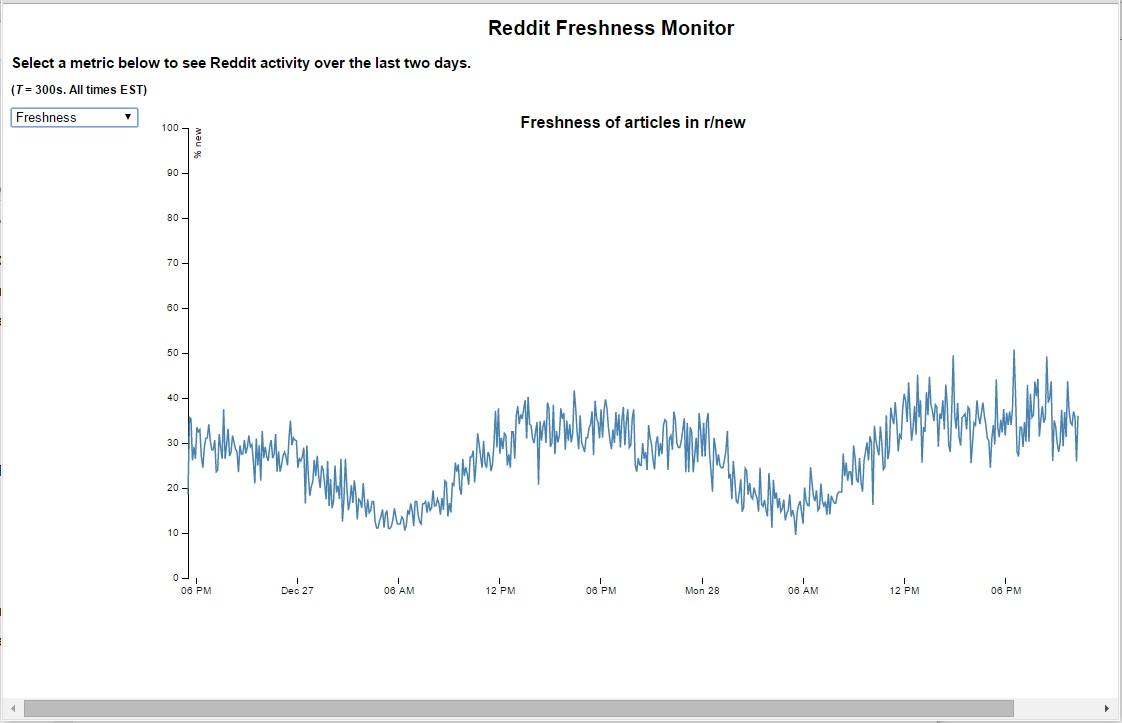 Reddit Freshness Monitor
Select a metric below to see Reddit activity over the last two days.
(T = 300s. All times EST)
Freshness
Freshness of articles in r/new
% new
100
90
80
70
60
50
40
30
20
10
0
06 PM
Dec 27
06 AM
12 PM
06 PM
Mon 28
06 AM
12 PM
06 PM